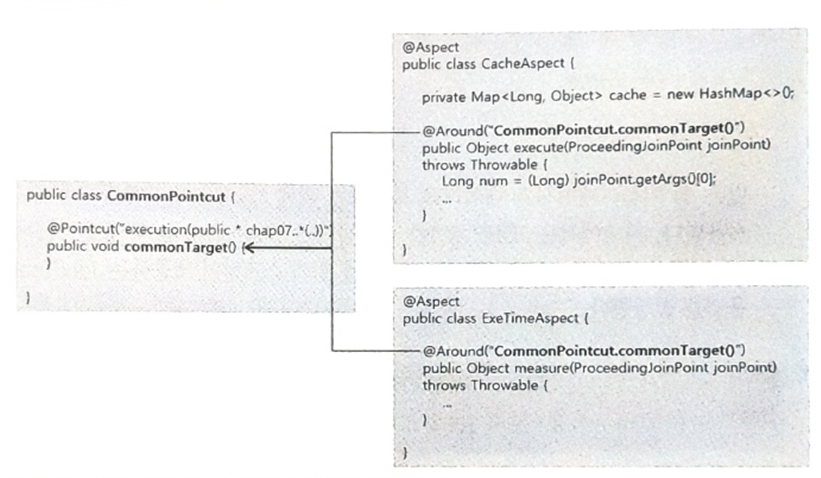 public class CommonPointcut {
@Pointcut("execution(public * chap07..*(..))")
public void commonTarget() {
}
}
@Aspect
public class CacheAspect {
private Map<Long, Object> cache = new HashMap<>();
@Around("CommonPointcut.commonTarget()")
public Object execute(ProceedingJoinPoint joinPoint)
throws Throwable {
Long num = (Long) joinPoint.getArgs()[0];
...
}
}
@Aspect
public class ExeTimeAspect {
@Around("CommonPointcut.commonTarget()")
public Object measure(ProceedingJoinPoint joinPoint)
throws Throwable {
...
}
}